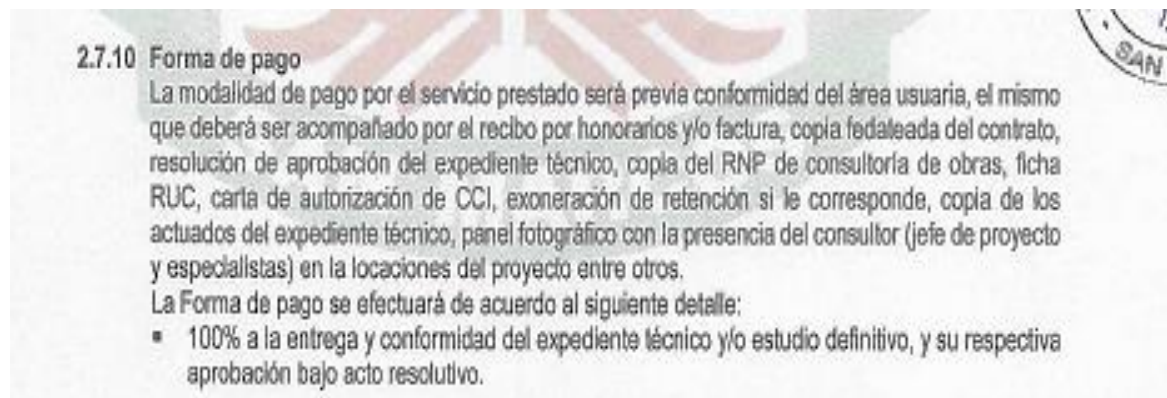 2.7.10 Forma de pago
La modalidad de pago por el servicio prestado será previa conformidad del área usuaria, el mismo
que deberá ser acompañado por el recibo por honorarios y/o factura, copia fedateada del contrato,
resolución de aprobación del expediente técnico, copia del RNP de consultoría de obras, ficha
RUC, carta de autorización de CCI, exoneración de retención si le corresponde, copia de los
actuados del expediente técnico, panel fotográfico con la presencia del consultor (jefe de proyecto
y especialistas) en la locaciones del proyecto entre otros.
La Forma de pago se efectuará de acuerdo al siguiente detalle:
▪ 100% a la entrega y conformidad del expediente técnico y/o estudio definitivo, y su respectiva
aprobación bajo acto resolutivo.
SAN